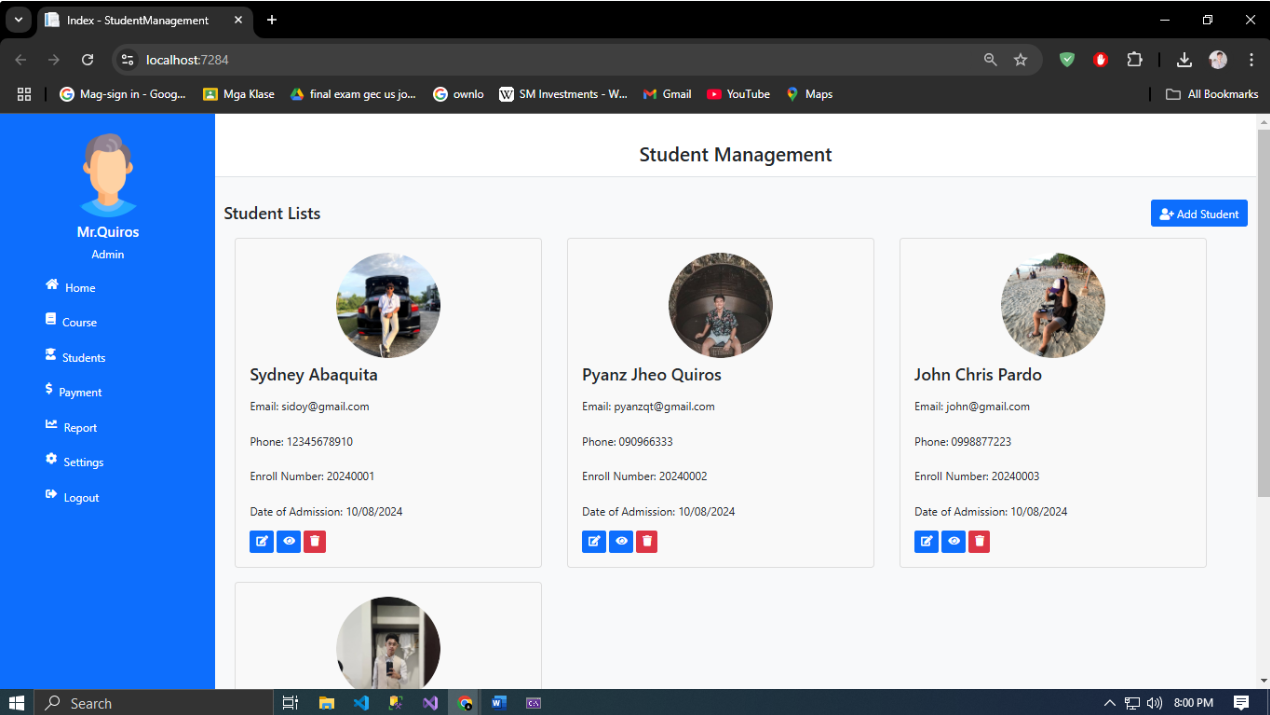 Index - StudentManagement
localhost:7284
Mag-sign in - Goog...
Mga Klase
final exam gec us jo...
ownlo
W SM Investments - W...
Gmail
YouTube
Maps
All Bookmarks
Mr.Quiros
Admin
Home
Course
Students
$ Payment
Report
Settings
Logout
Student Management
Student Lists
Add Student
Sydney Abaquita
Email: sidoy@gmail.com
Phone: 12345678910
Enroll Number: 20240001
Date of Admission: 10/08/2024
Pyanz Jheo Quiros
Email: pyanzqt@gmail.com
Phone: 090966333
Enroll Number: 20240002
Date of Admission: 10/08/2024
John Chris Pardo
Email: john@gmail.com
Phone: 0998877223
Enroll Number: 20240003
Date of Admission: 10/08/2024
Search
8:00 PM